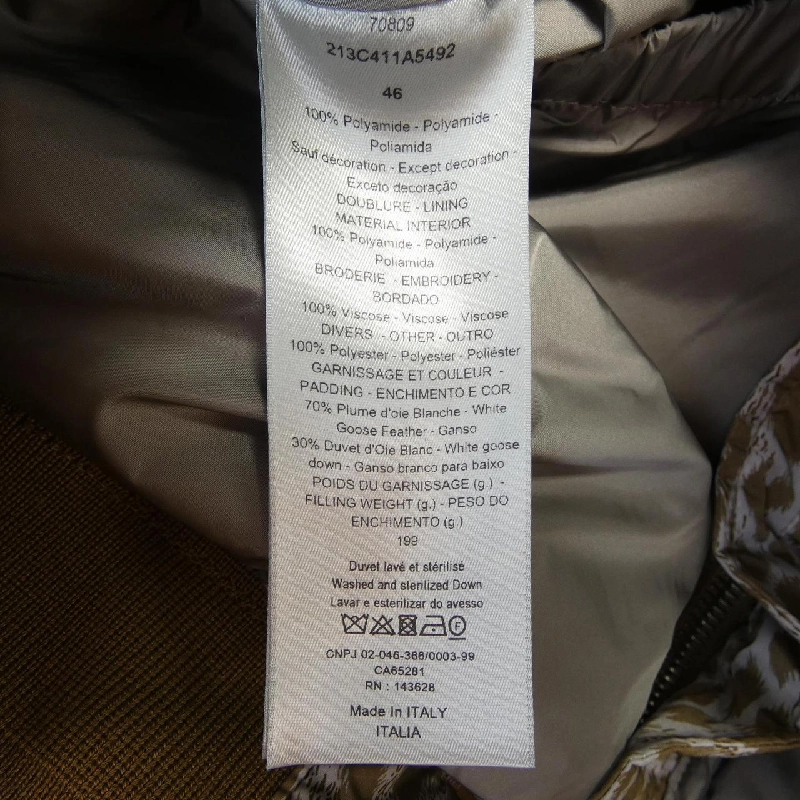 70809
213C411A5492
46
100% Polyamide - Polyamide -
Poliamida
Sauf décoration - Except decoration -
Exceto decoração
DOUBLURE - LINING
MATERIAL INTERIOR
100% Polyamide - Polyamide -
Poliamida
BRODERIE - EMBROIDERY -
BORDADO
100% Viscose - Viscose - Viscose
DIVERS - OTHER - OUTRO
100% Polyester - Polyester - Poliéster
GARNISSAGE ET COULEUR -
PADDING - ENCHIMENTO E COR
70% Plume d'oie Blanche - White
Goose Feather - Ganso
30% Duvet d'Oie Blanc - White goose
down - Ganso branco para baixo
POIDS DU GARNISSAGE (g.) -
FILLING WEIGHT (g.) - PESO DO
ENCHIMENTO (g.)
199
Duvet lavé et stérilisé
Washed and sterilized Down
Lavar e esterilizar do avesso
F
CNPJ 02-046-368/0003-99
CA65281
RN : 143628
Made in ITALY
ITALIA